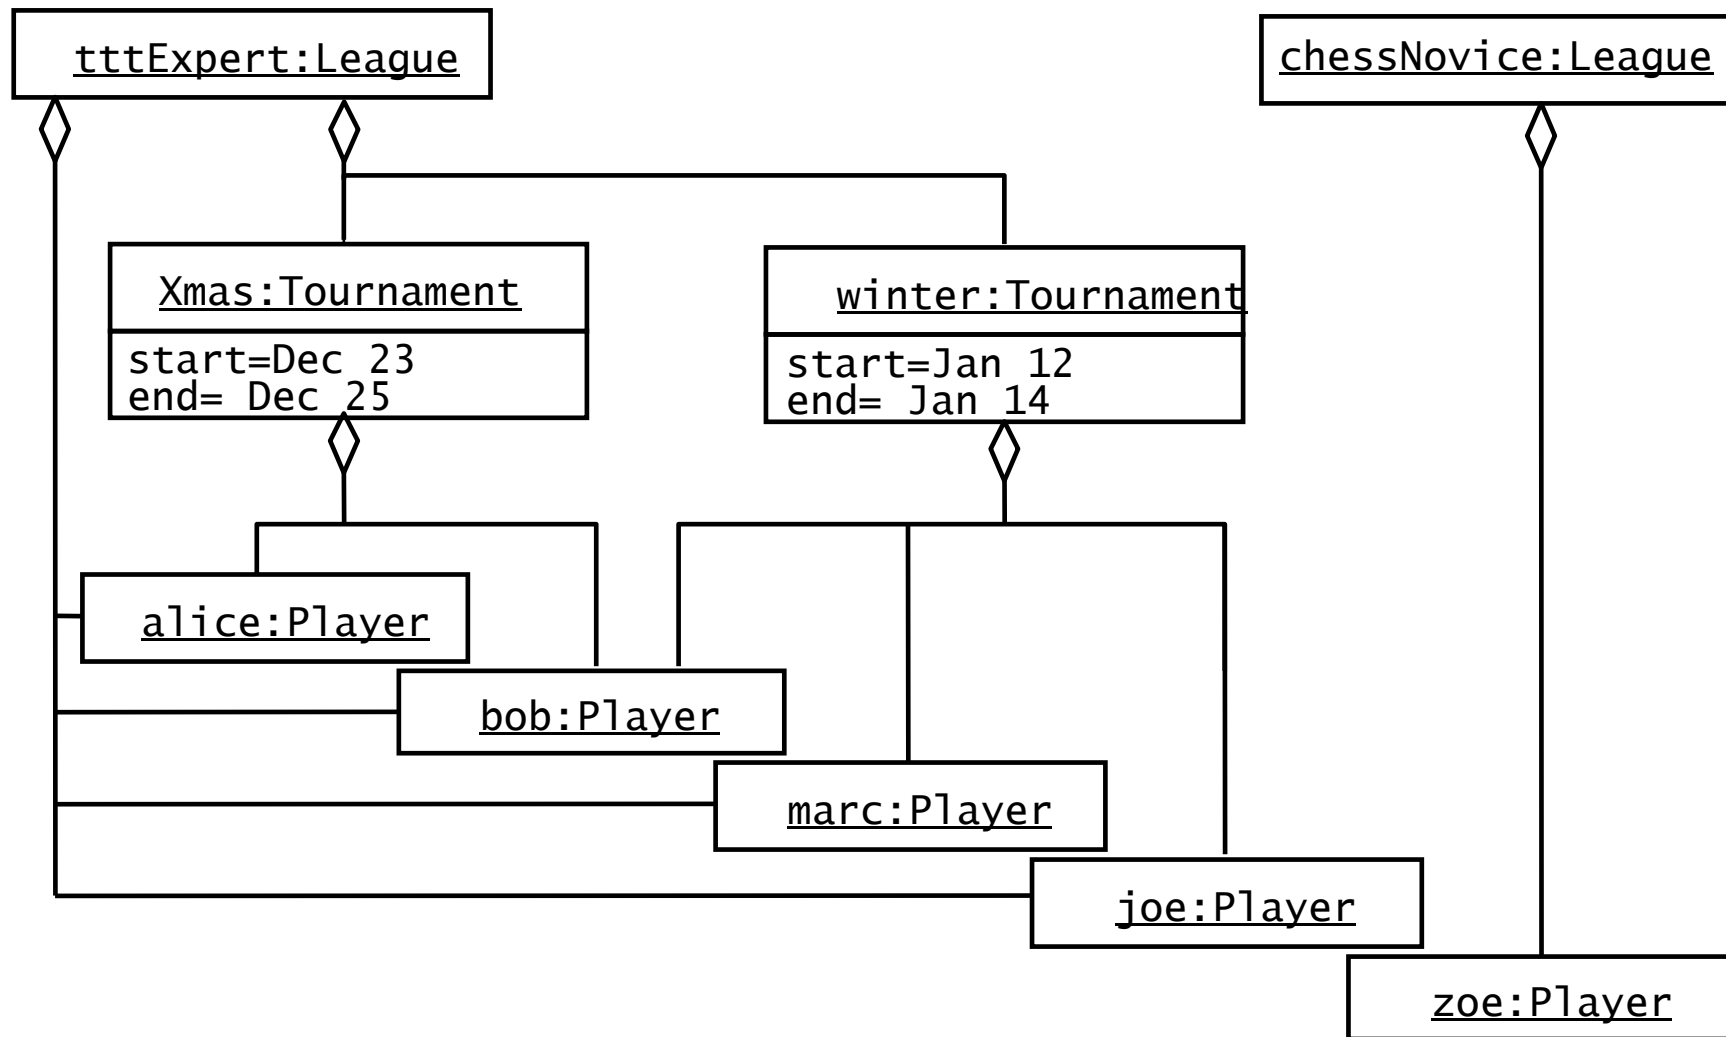 tttExpert:League
chessNovice:League
Xmas:Tournament
start=Dec 23
end= Dec 25
winter:Tournament
start=Jan 12
end= Jan 14
alice:Player
bob:Player
marc:Player
joe:Player
zoe:Player